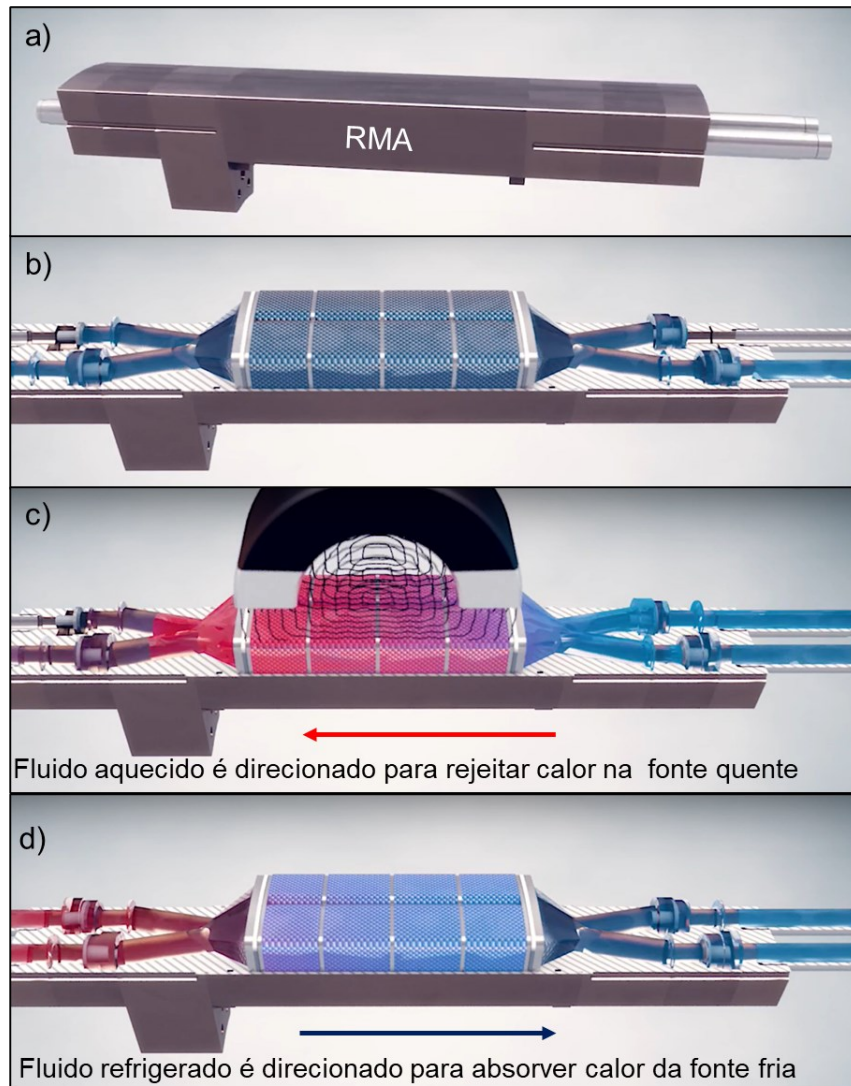 a)
RMA
b)
c)
Fluido aquecido é direcionado para rejeitar calor na fonte quente
d)
Fluido refrigerado é direcionado para absorver calor da fonte fria